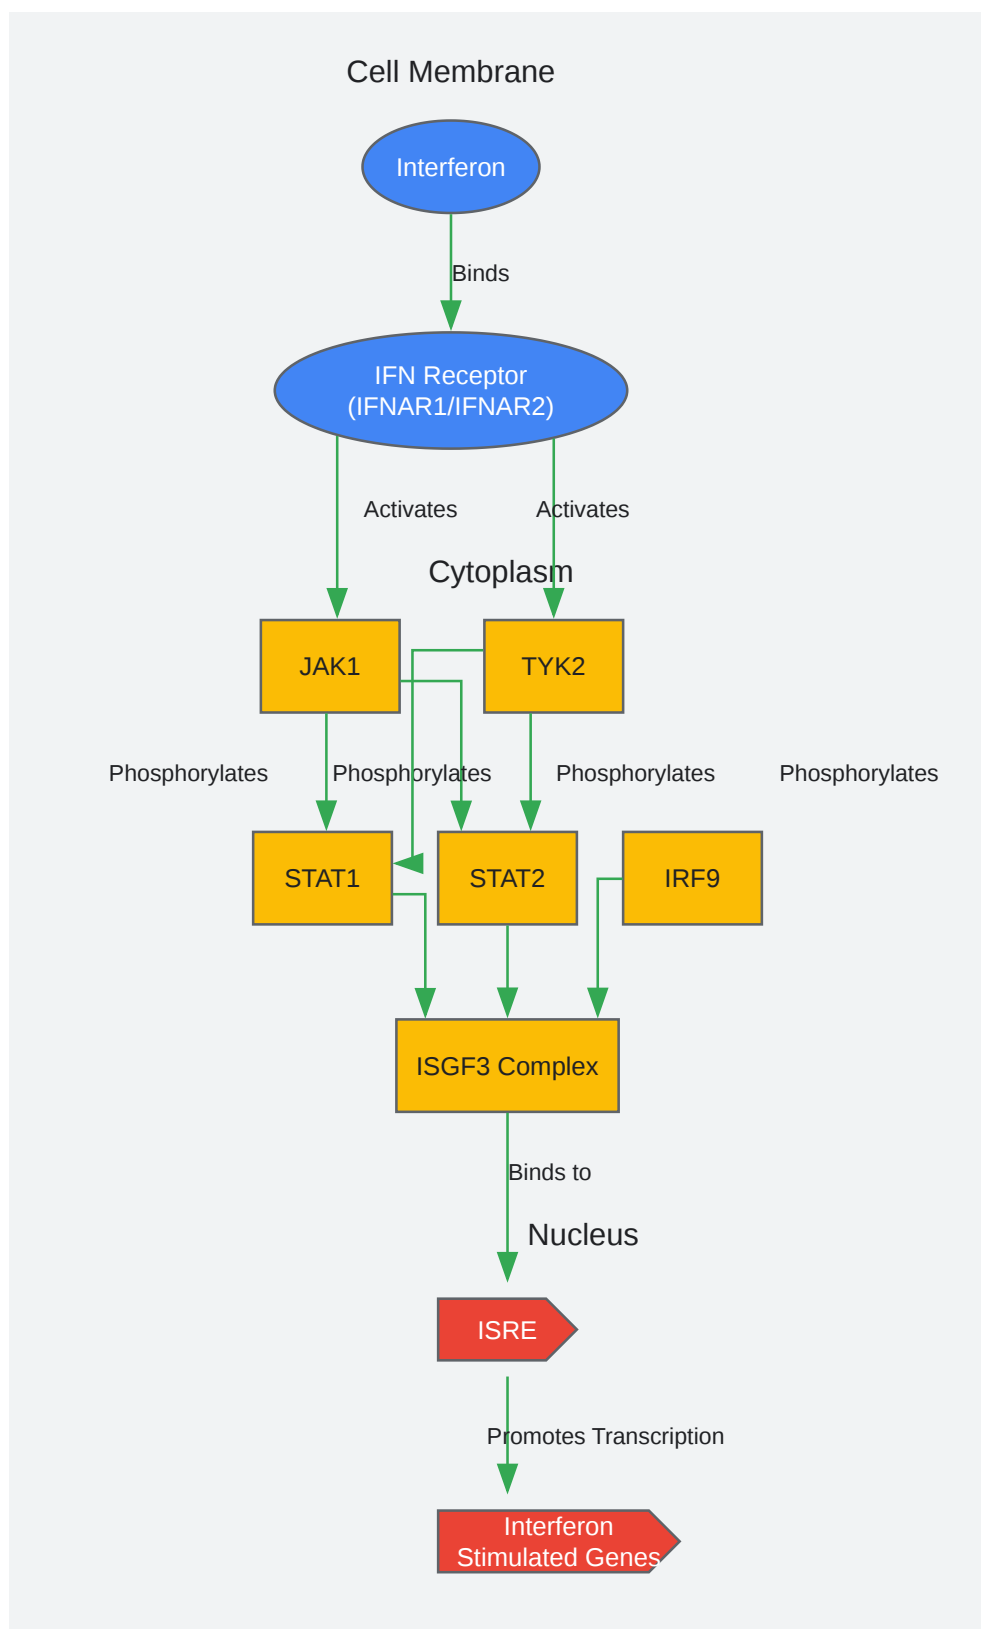 Cell Membrane
Interferon
Binds
IFN Receptor
(IFNAR1/IFNAR2)
Activates
Activates
Cytoplasm
JAK1
TYK2
Phosphorylates
Phosphorylates
Phosphorylates
Phosphorylates
STAT1
STAT2
IRF9
ISGF3 Complex
Binds to
Nucleus
ISRE
Promotes Transcription
Interferon
Stimulated Genes